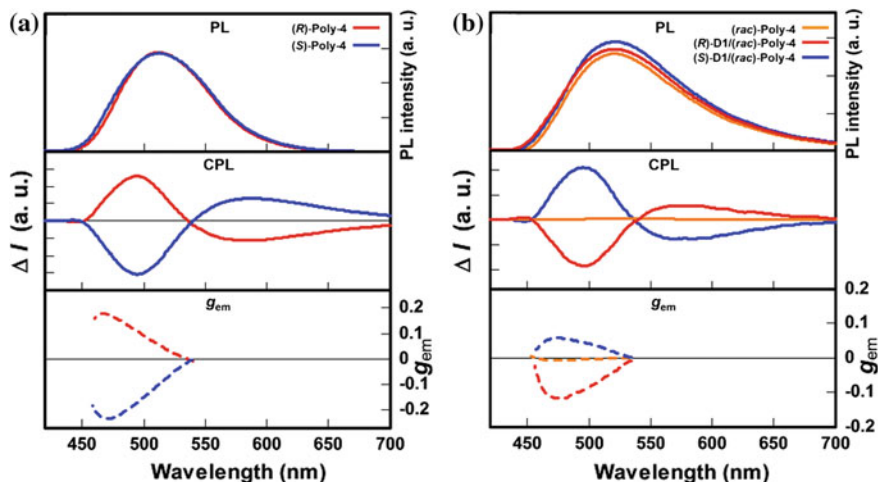 (a)
PL
(R)-Poly-4
(S)-Poly-4
PL intensity (a. u.)
CPL
Δ I (a. u.)
gem
0.2
0.1
0
-0.1
-0.2
gem
450 500 550 600 650 700
Wavelength (nm)
(b)
PL
(rac)-Poly-4
(R)-D1/(rac)-Poly-4
(S)-D1/(rac)-Poly-4
PL intensity (a. u.)
CPL
Δ I (a. u.)
gem
0.2
0.1
0
-0.1
-0.2
gem
450 500 550 600 650 700
Wavelength (nm)